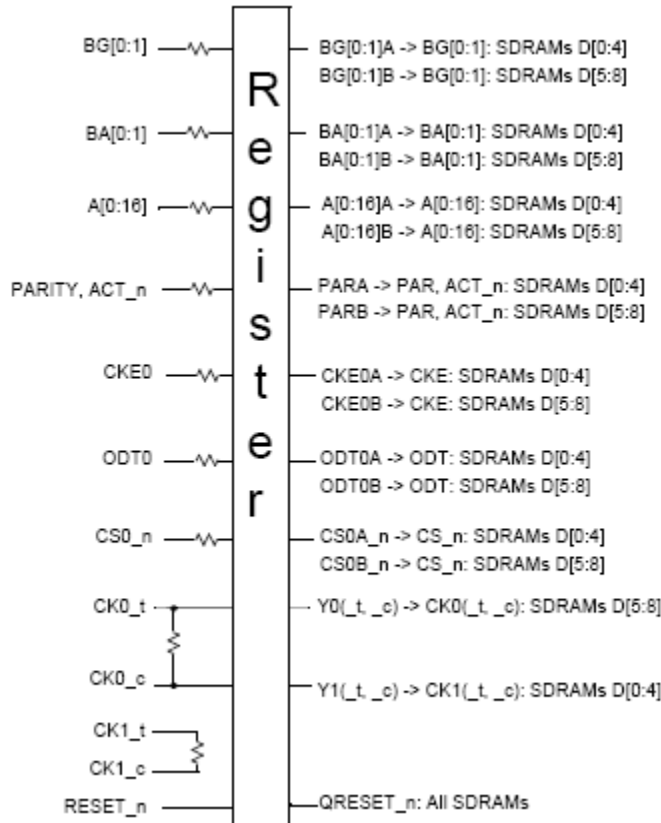 BG[0:1]
BG[0:1]A -> BG[0:1]: SDRAMs D[0:4]
BG[0:1]B -> BG[0:1]: SDRAMs D[5:8]
Register
BA[0:1]
BA[0:1]A -> BA[0:1]: SDRAMs D[0:4]
BA[0:1]B -> BA[0:1]: SDRAMs D[5:8]
A[0:16]
A[0:16]A -> A[0:16]: SDRAMs D[0:4]
A[0:16]B -> A[0:16]: SDRAMs D[5:8]
PARITY, ACT_n
PARA -> PAR, ACT_n: SDRAMs D[0:4]
PARB -> PAR, ACT_n: SDRAMs D[5:8]
CKE0
CKE0A -> CKE: SDRAMs D[0:4]
CKE0B -> CKE: SDRAMs D[5:8]
ODT0
ODT0A -> ODT: SDRAMs D[0:4]
ODT0B -> ODT: SDRAMs D[5:8]
CS0_n
CS0A_n -> CS_n: SDRAMs D[0:4]
CS0B_n -> CS_n: SDRAMs D[5:8]
CK0_t
Y0(_t, _c) -> CK0(_t, _c): SDRAMs D[5:8]
CK0_c
Y1(_t, _c) -> CK1(_t, _c): SDRAMs D[0:4]
CK1_t
CK1_c
RESET_n
QRESET_n: All SDRAMs